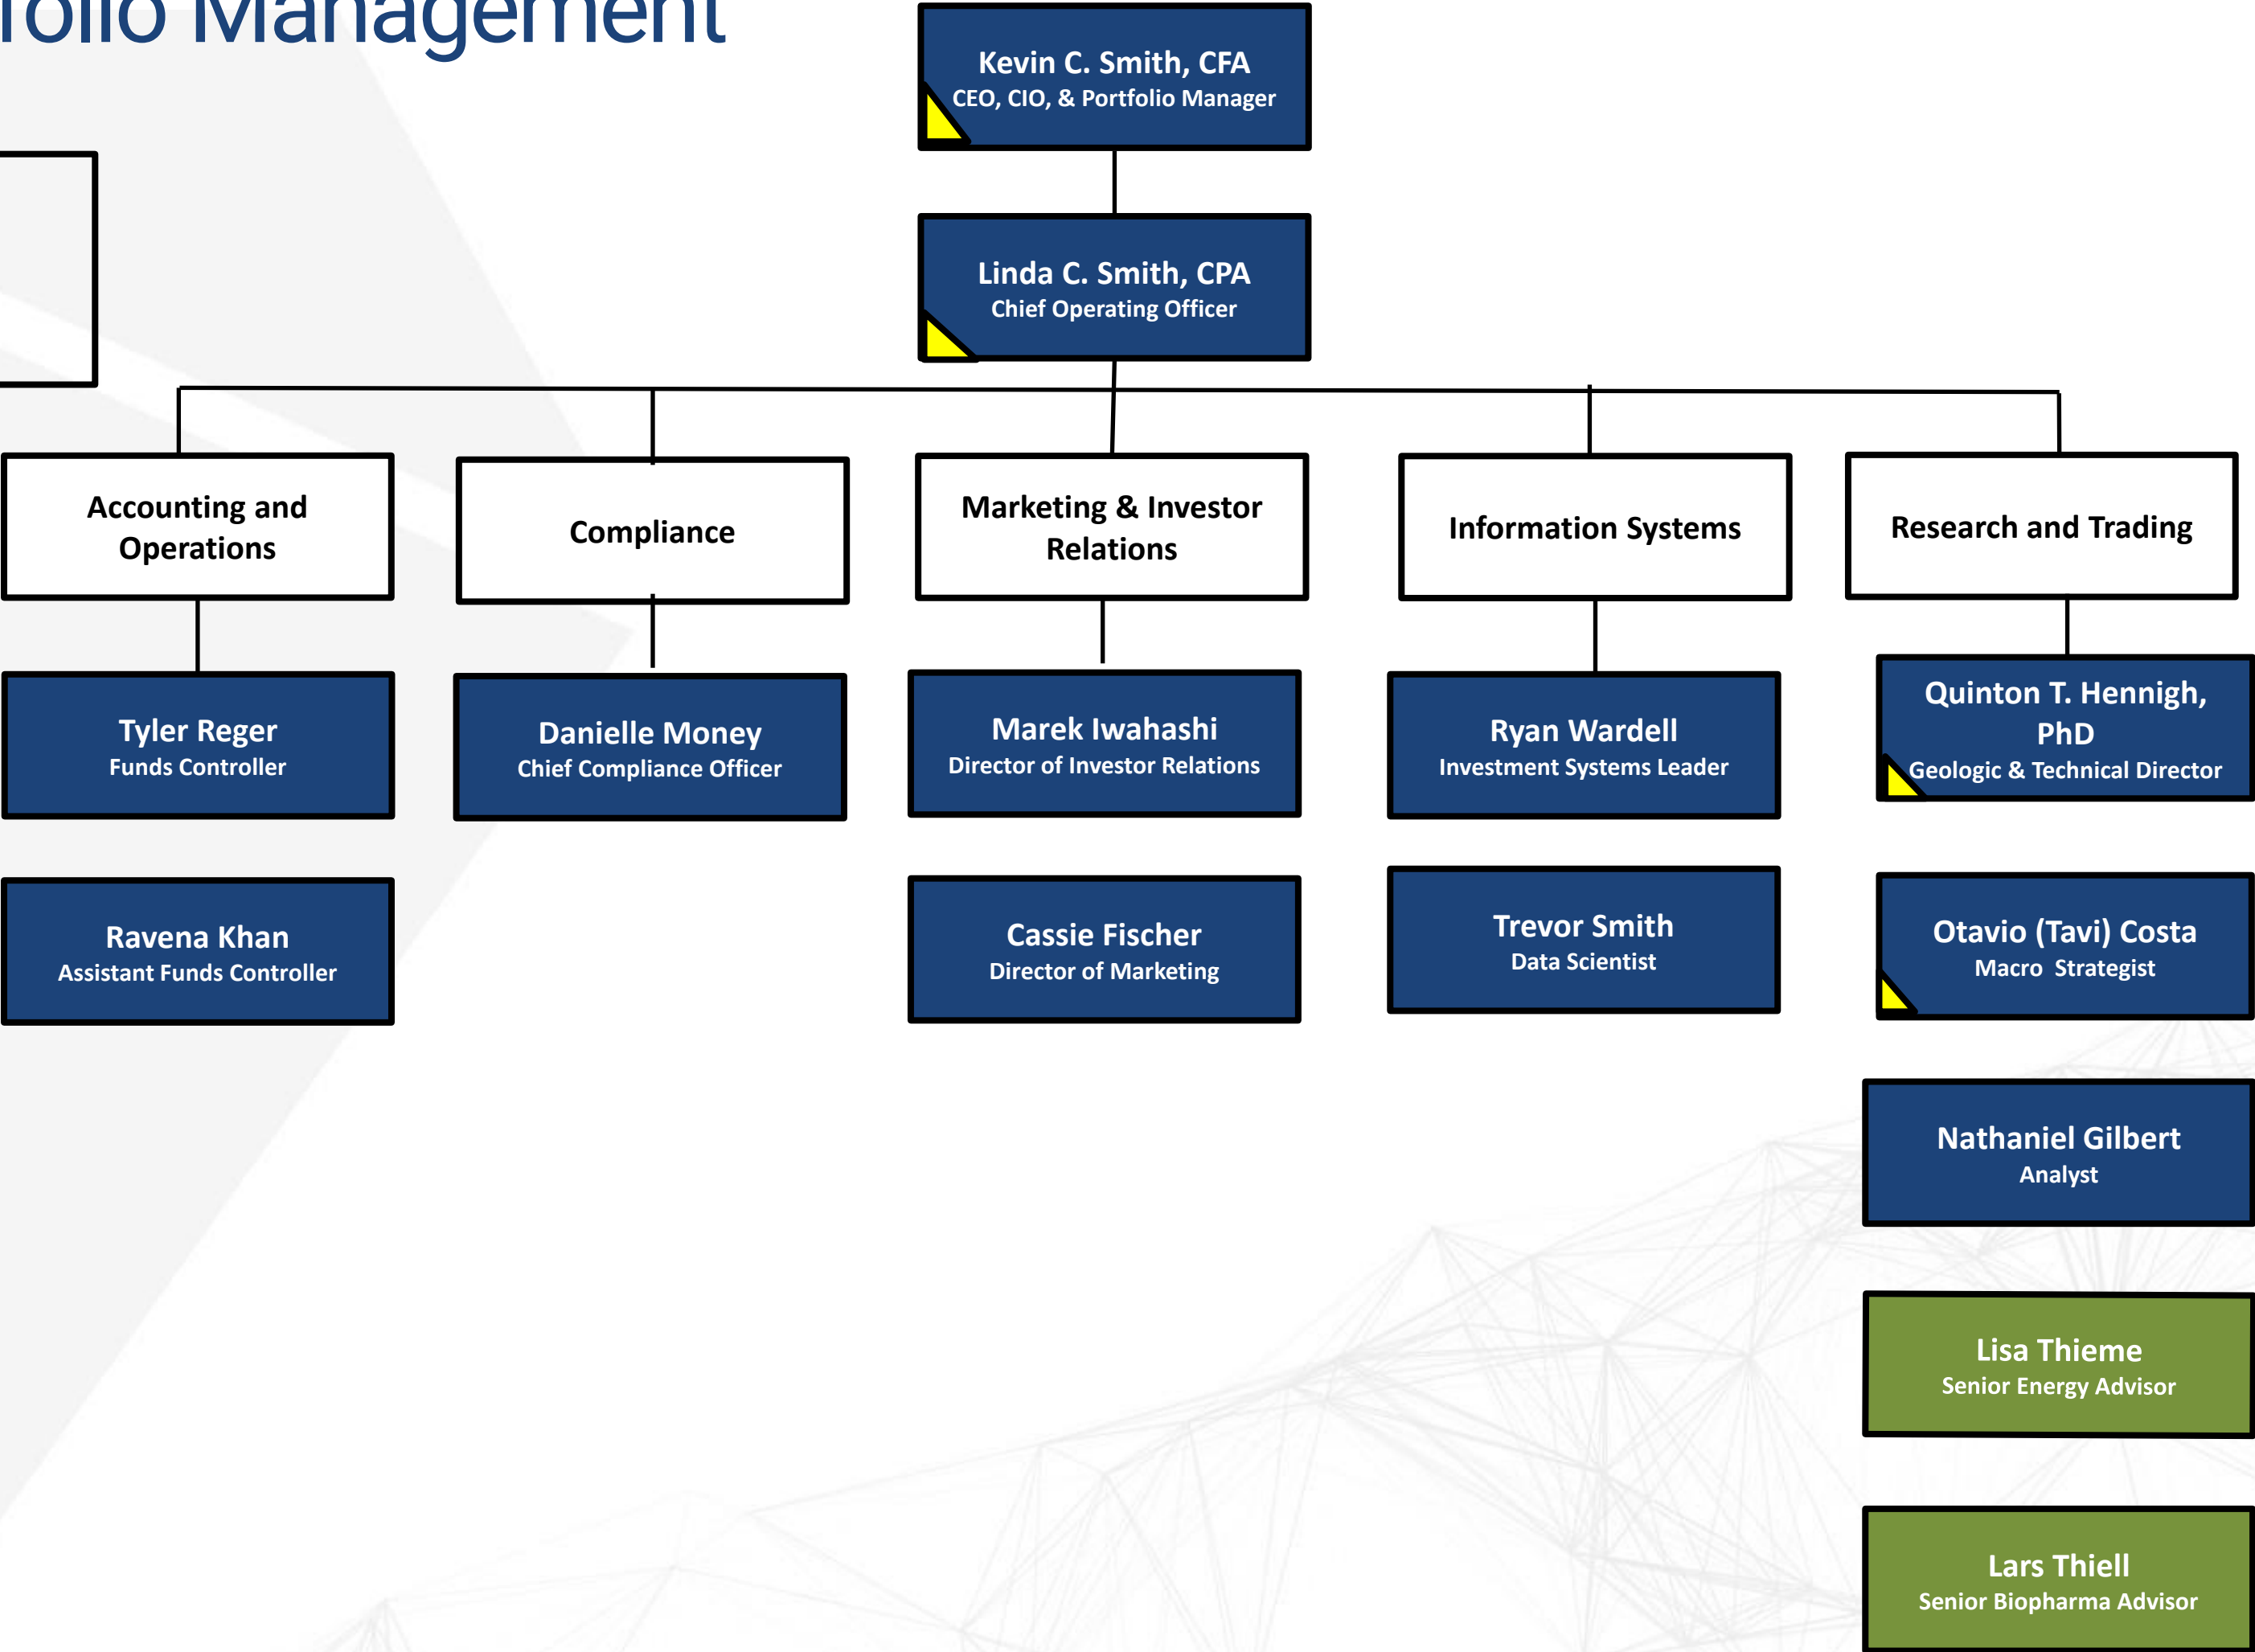 Management
Kevin C. Smith, CFA
CEO, CIO, & Portfolio Manager
Linda C. Smith, CPA
Chief Operating Officer
Accounting and
Operations
Compliance
Marketing & Investor
Relations
Information Systems
Research and Trading
Tyler Reger
Funds Controller
Danielle Money
Chief Compliance Officer
Marek Iwahashi
Director of Investor Relations
Ryan Wardell
Investment Systems Leader
Quinton T. Hennigh,
PhD
Geologic & Technical Director
Ravena Khan
Assistant Funds Controller
Cassie Fischer
Director of Marketing
Trevor Smith
Data Scientist
Otavio (Tavi) Costa
Macro  Strategist
Nathaniel Gilbert
Analyst
Lisa Thieme
Senior Energy Advisor
Lars Thiell
Senior Biopharma Advisor